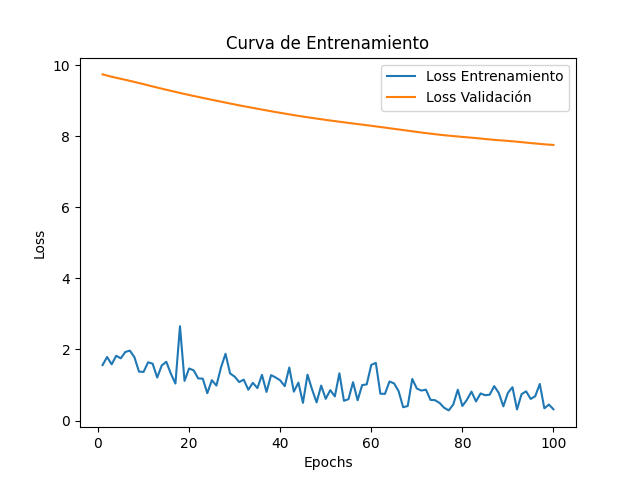 Curva de Entrenamiento
Loss Entrenamiento
Loss Validación
10
8
6
4
2
0
Loss
0 20 40 60 80 100
Epochs